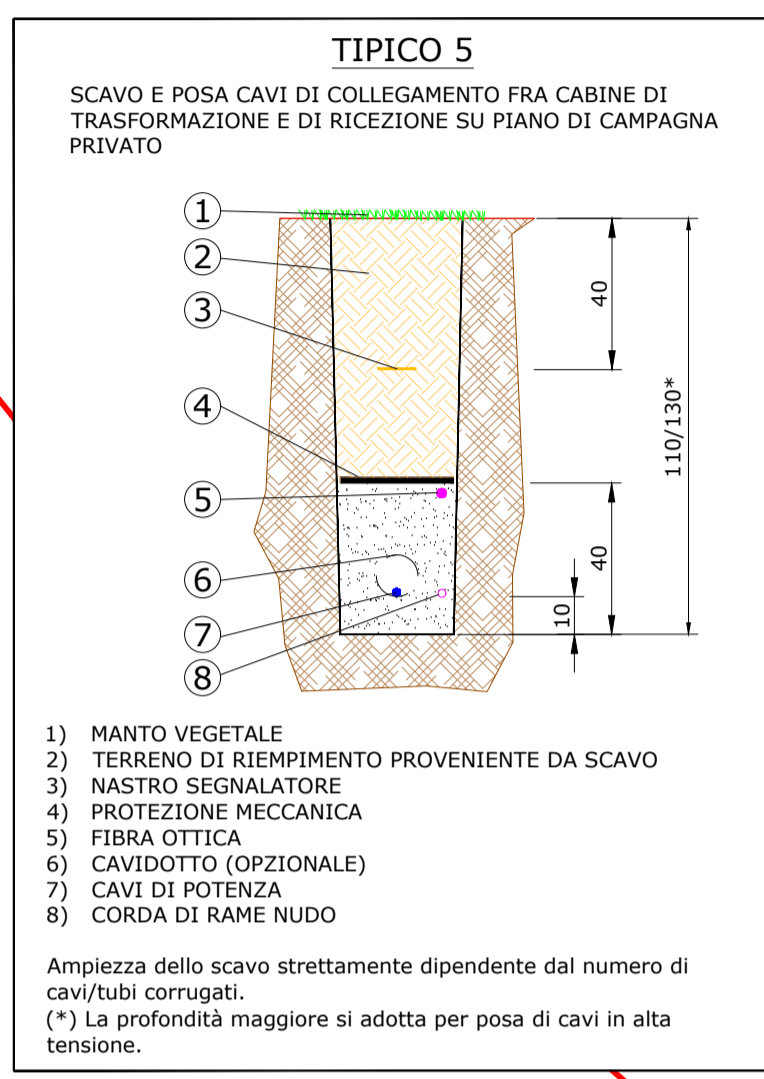 TIPICO 5
SCAVO E POSA CAVI DI COLLEGAMENTO FRA CABINE DI
TRASFORMAZIONE E DI RICEZIONE SU PIANO DI CAMPAGNA
PRIVATO
1
2
3
4
5
6
7
8
40
110/130*
40
10
1) MANTO VEGETALE
2) TERRENO DI RIEMPIMENTO PROVENIENTE DA SCAVO
3) NASTRO SEGNALATORE
4) PROTEZIONE MECCANICA
5) FIBRA OTTICA
6) CAVIDOTTO (OPZIONALE)
7) CAVI DI POTENZA
8) CORDA DI RAME NUDO
Ampiezza dello scavo strettamente dipendente dal numero di
cavi/tubi corrugati.
(*) La profondità maggiore si adotta per posa di cavi in alta
tensione.